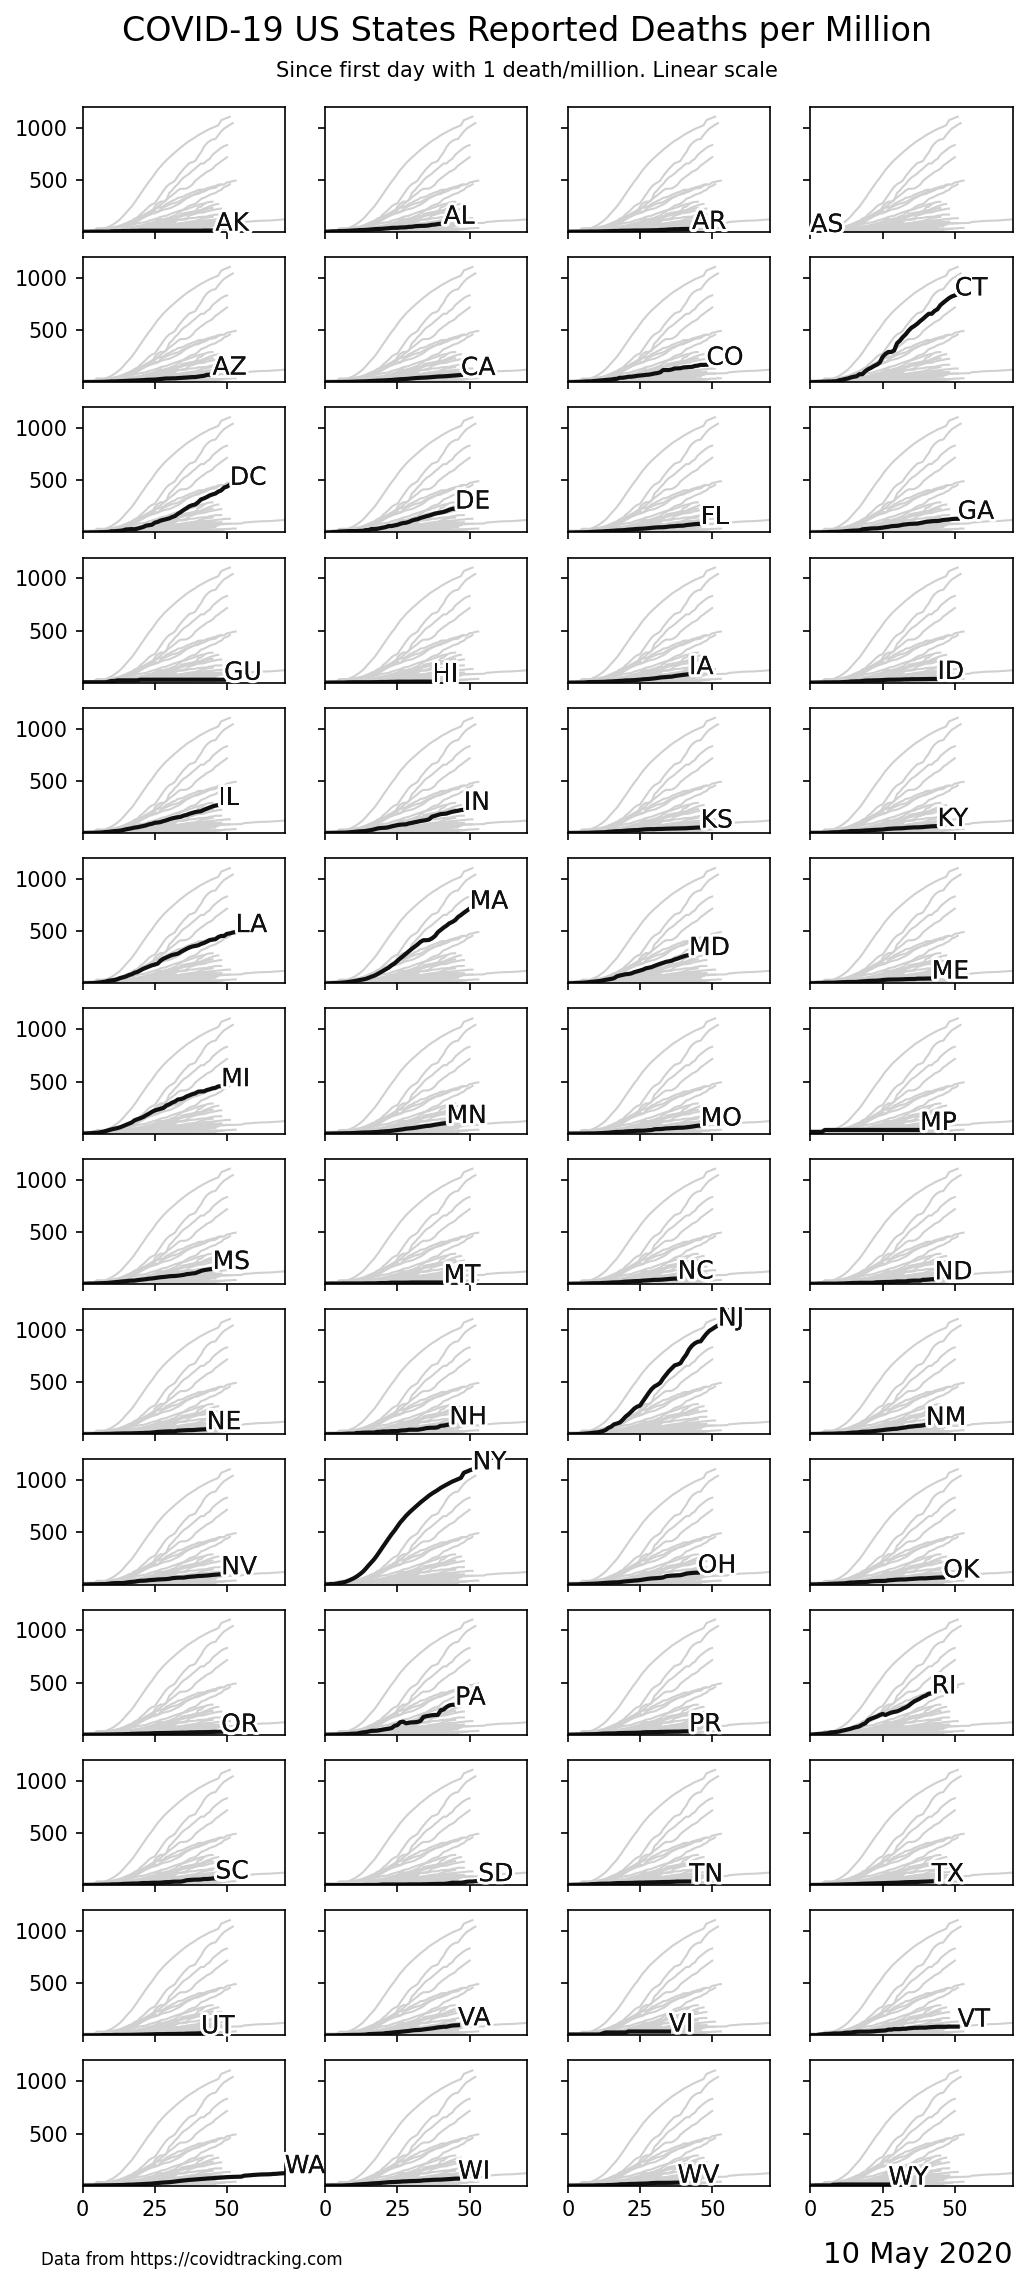 COVID-19 US States Reported Deaths per Million
Since first day with 1 death/million. Linear scale
1000
500
AK
AL
AR
AS
1000
500
AZ
CA
CO
CT
1000
500
DC
DE
FL
GA
1000
500
GU
HI
IA
ID
1000
500
IL
IN
KS
KY
1000
500
LA
MA
MD
ME
1000
500
MI
MN
MO
MP
1000
500
MS
MT
NC
ND
1000
500
NE
NH
NJ
NM
1000
500
NV
NY
OH
OK
1000
500
OR
PA
PR
RI
1000
500
SC
SD
TN
TX
1000
500
UT
VA
VI
VT
1000
500
WA
WI
WV
WY
0 25 50 0 25 50 0 25 50 0 25 50
Data from https://covidtracking.com
10 May 2020